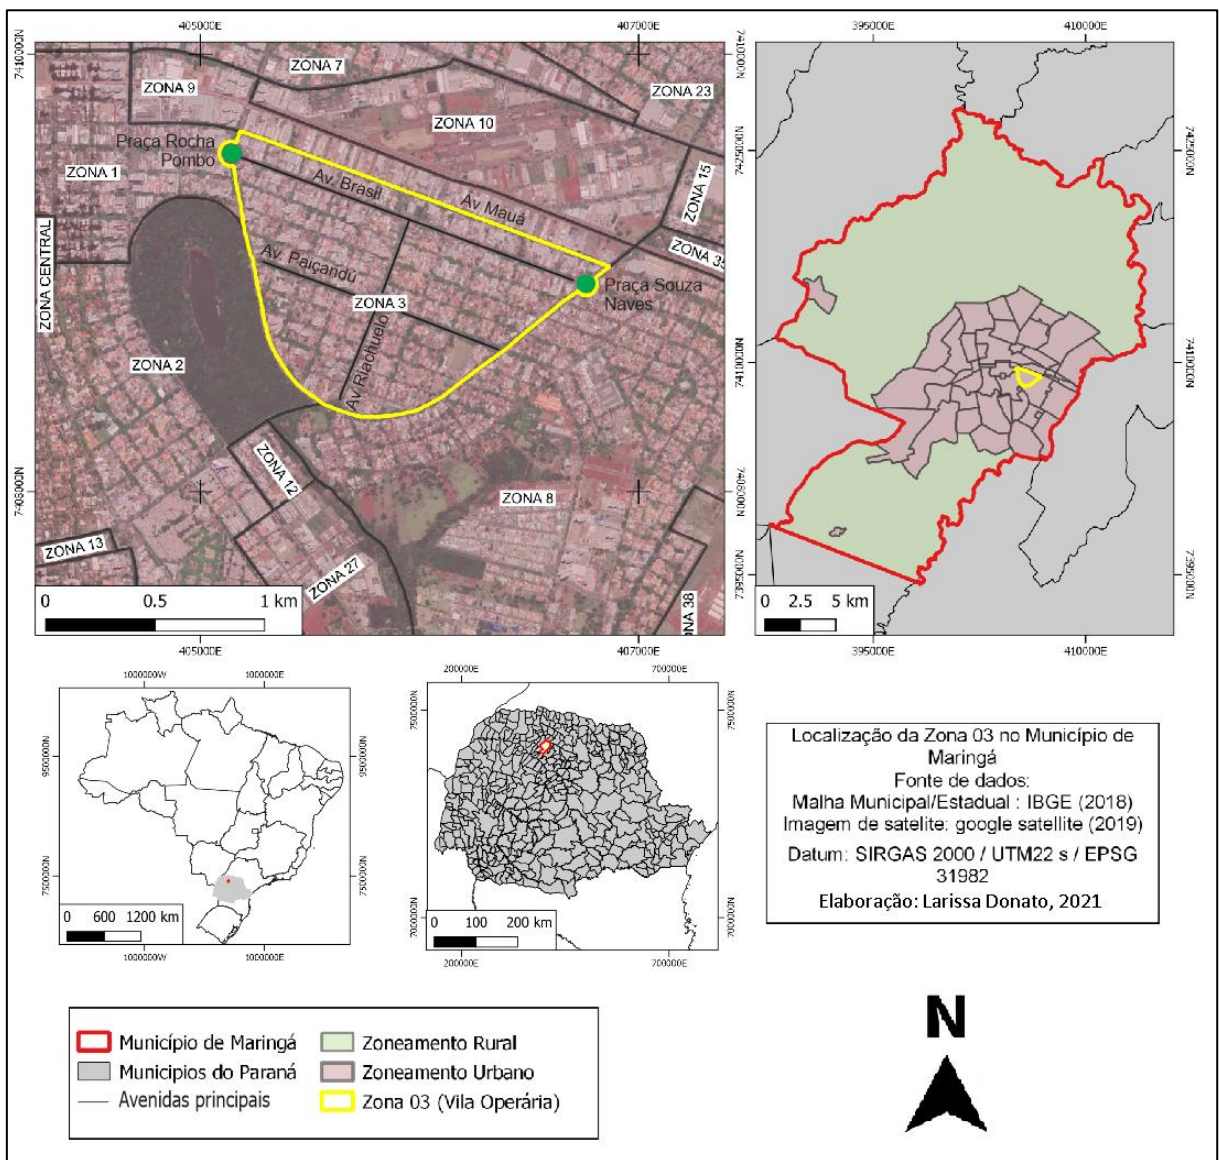 405000E
407000E
395000E
410000E
7410000N
7408000N
ZONA 7
ZONA 9
ZONA 23
ZONA 10
Praça Rocha
Pombo
ZONA 1
Av. Brasil
Av Mauá
ZONA 15
ZONA 35
ZONA CENTRAL
Av. Paiçandú
ZONA 3
Praça Souza
Naves
Av Riachuelo
ZONA 2
ZONA 12
ZONA 8
ZONA 13
ZONA 27
ZONA 38
0 0.5 1 km
405000E
407000E
7410000N
7408000N
7425000N
7410000N
7395000N
7425000N
7410000N
7395000N
0 2.5 5 km
395000E
410000E
1000000W
1000000E
9500000N
7500000N
9500000N
7500000N
0 600 1200 km
1000000W
1000000E
200000E
700000E
7500000N
7000000N
7500000N
7000000N
0 100 200 km
200000E
700000E
Localização da Zona 03 no Município de
Maringá
Fonte de dados:
Malha Municipal/Estadual : IBGE (2018)
Imagem de satelite: google satellite (2019)
Datum: SIRGAS 2000 / UTM22 s / EPSG
31982
Elaboração: Larissa Donato, 2021
Município de Maringá
Municipios do Paraná
Avenidas principais
Zoneamento Rural
Zoneamento Urbano
Zona 03 (Vila Operária)
N